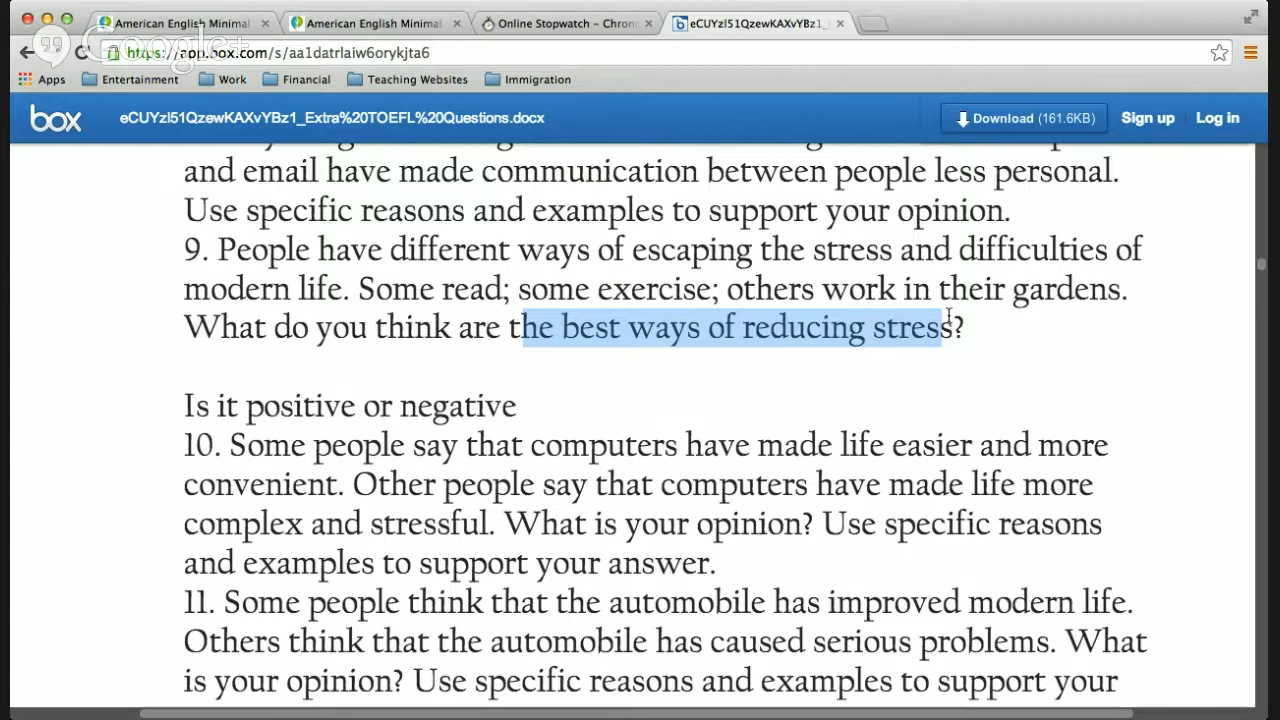 American English Minimal
American English Minimal
Online Stopwatch – Chron
eCUYzl51QzewKAXvYBz1_
Google+
https://app.box.com/s/aa1datrlaiw6orykjta6
Apps Entertainment Work Financial Teaching Websites Immigration
box eCUYzl51QzewKAXvYBz1_Extra%20TOEFL%20Questions.docx Download (161.6KB) Sign up Log in
and email have made communication between people less personal.
Use specific reasons and examples to support your opinion.
9. People have different ways of escaping the stress and difficulties of
modern life. Some read; some exercise; others work in their gardens.
What do you think are the best ways of reducing stress?
Is it positive or negative
10. Some people say that computers have made life easier and more
convenient. Other people say that computers have made life more
complex and stressful. What is your opinion? Use specific reasons
and examples to support your answer.
11. Some people think that the automobile has improved modern life.
Others think that the automobile has caused serious problems. What
is your opinion? Use specific reasons and examples to support your